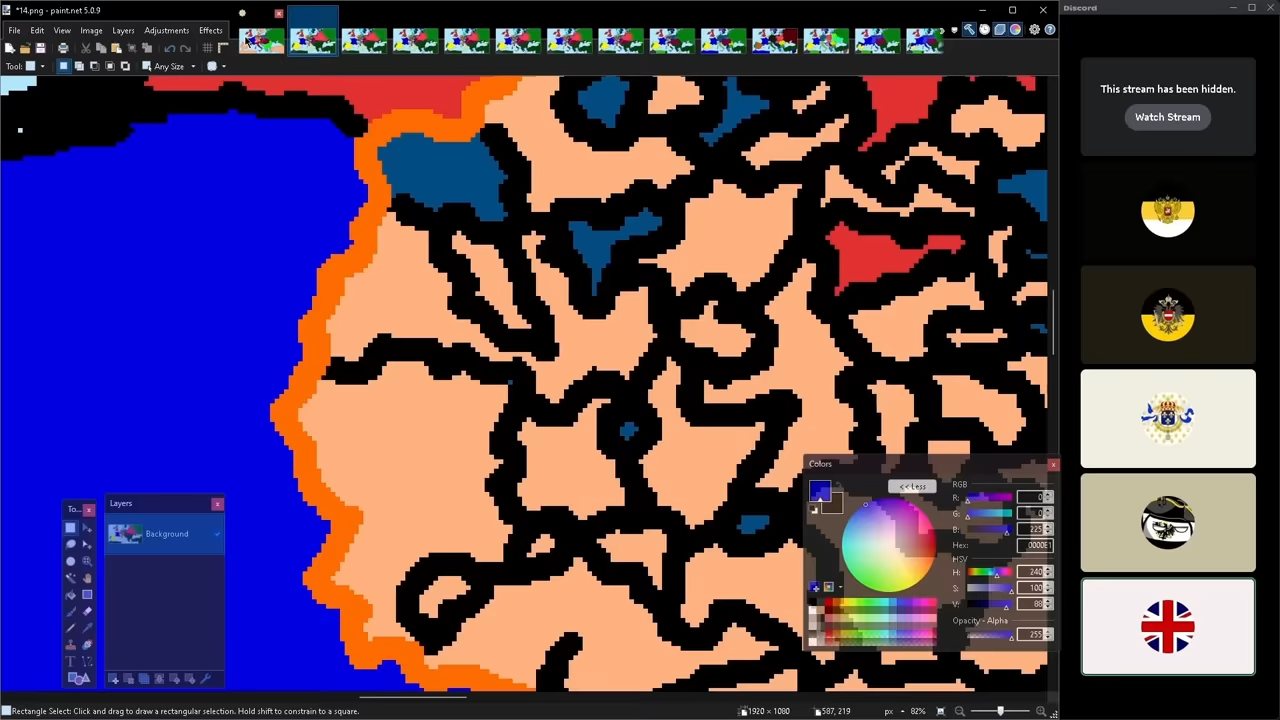 *14.png - paint.net 5.0.9
File Edit View Image Layers Adjustments Effects
Tool: Any Size
Colors
<< Less
RGB
R: 0
G: 0
B: 225
Hex: 0000E1
HSV
H: 240
S: 100
V: 88
Opacity - Alpha
255
To...
Layers
Background
Rectangle Select: Click and drag to draw a rectangular selection. Hold shift to constrain to a square.
1920 × 1080
587, 219
px
82%
Discord
This stream has been hidden.
Watch Stream